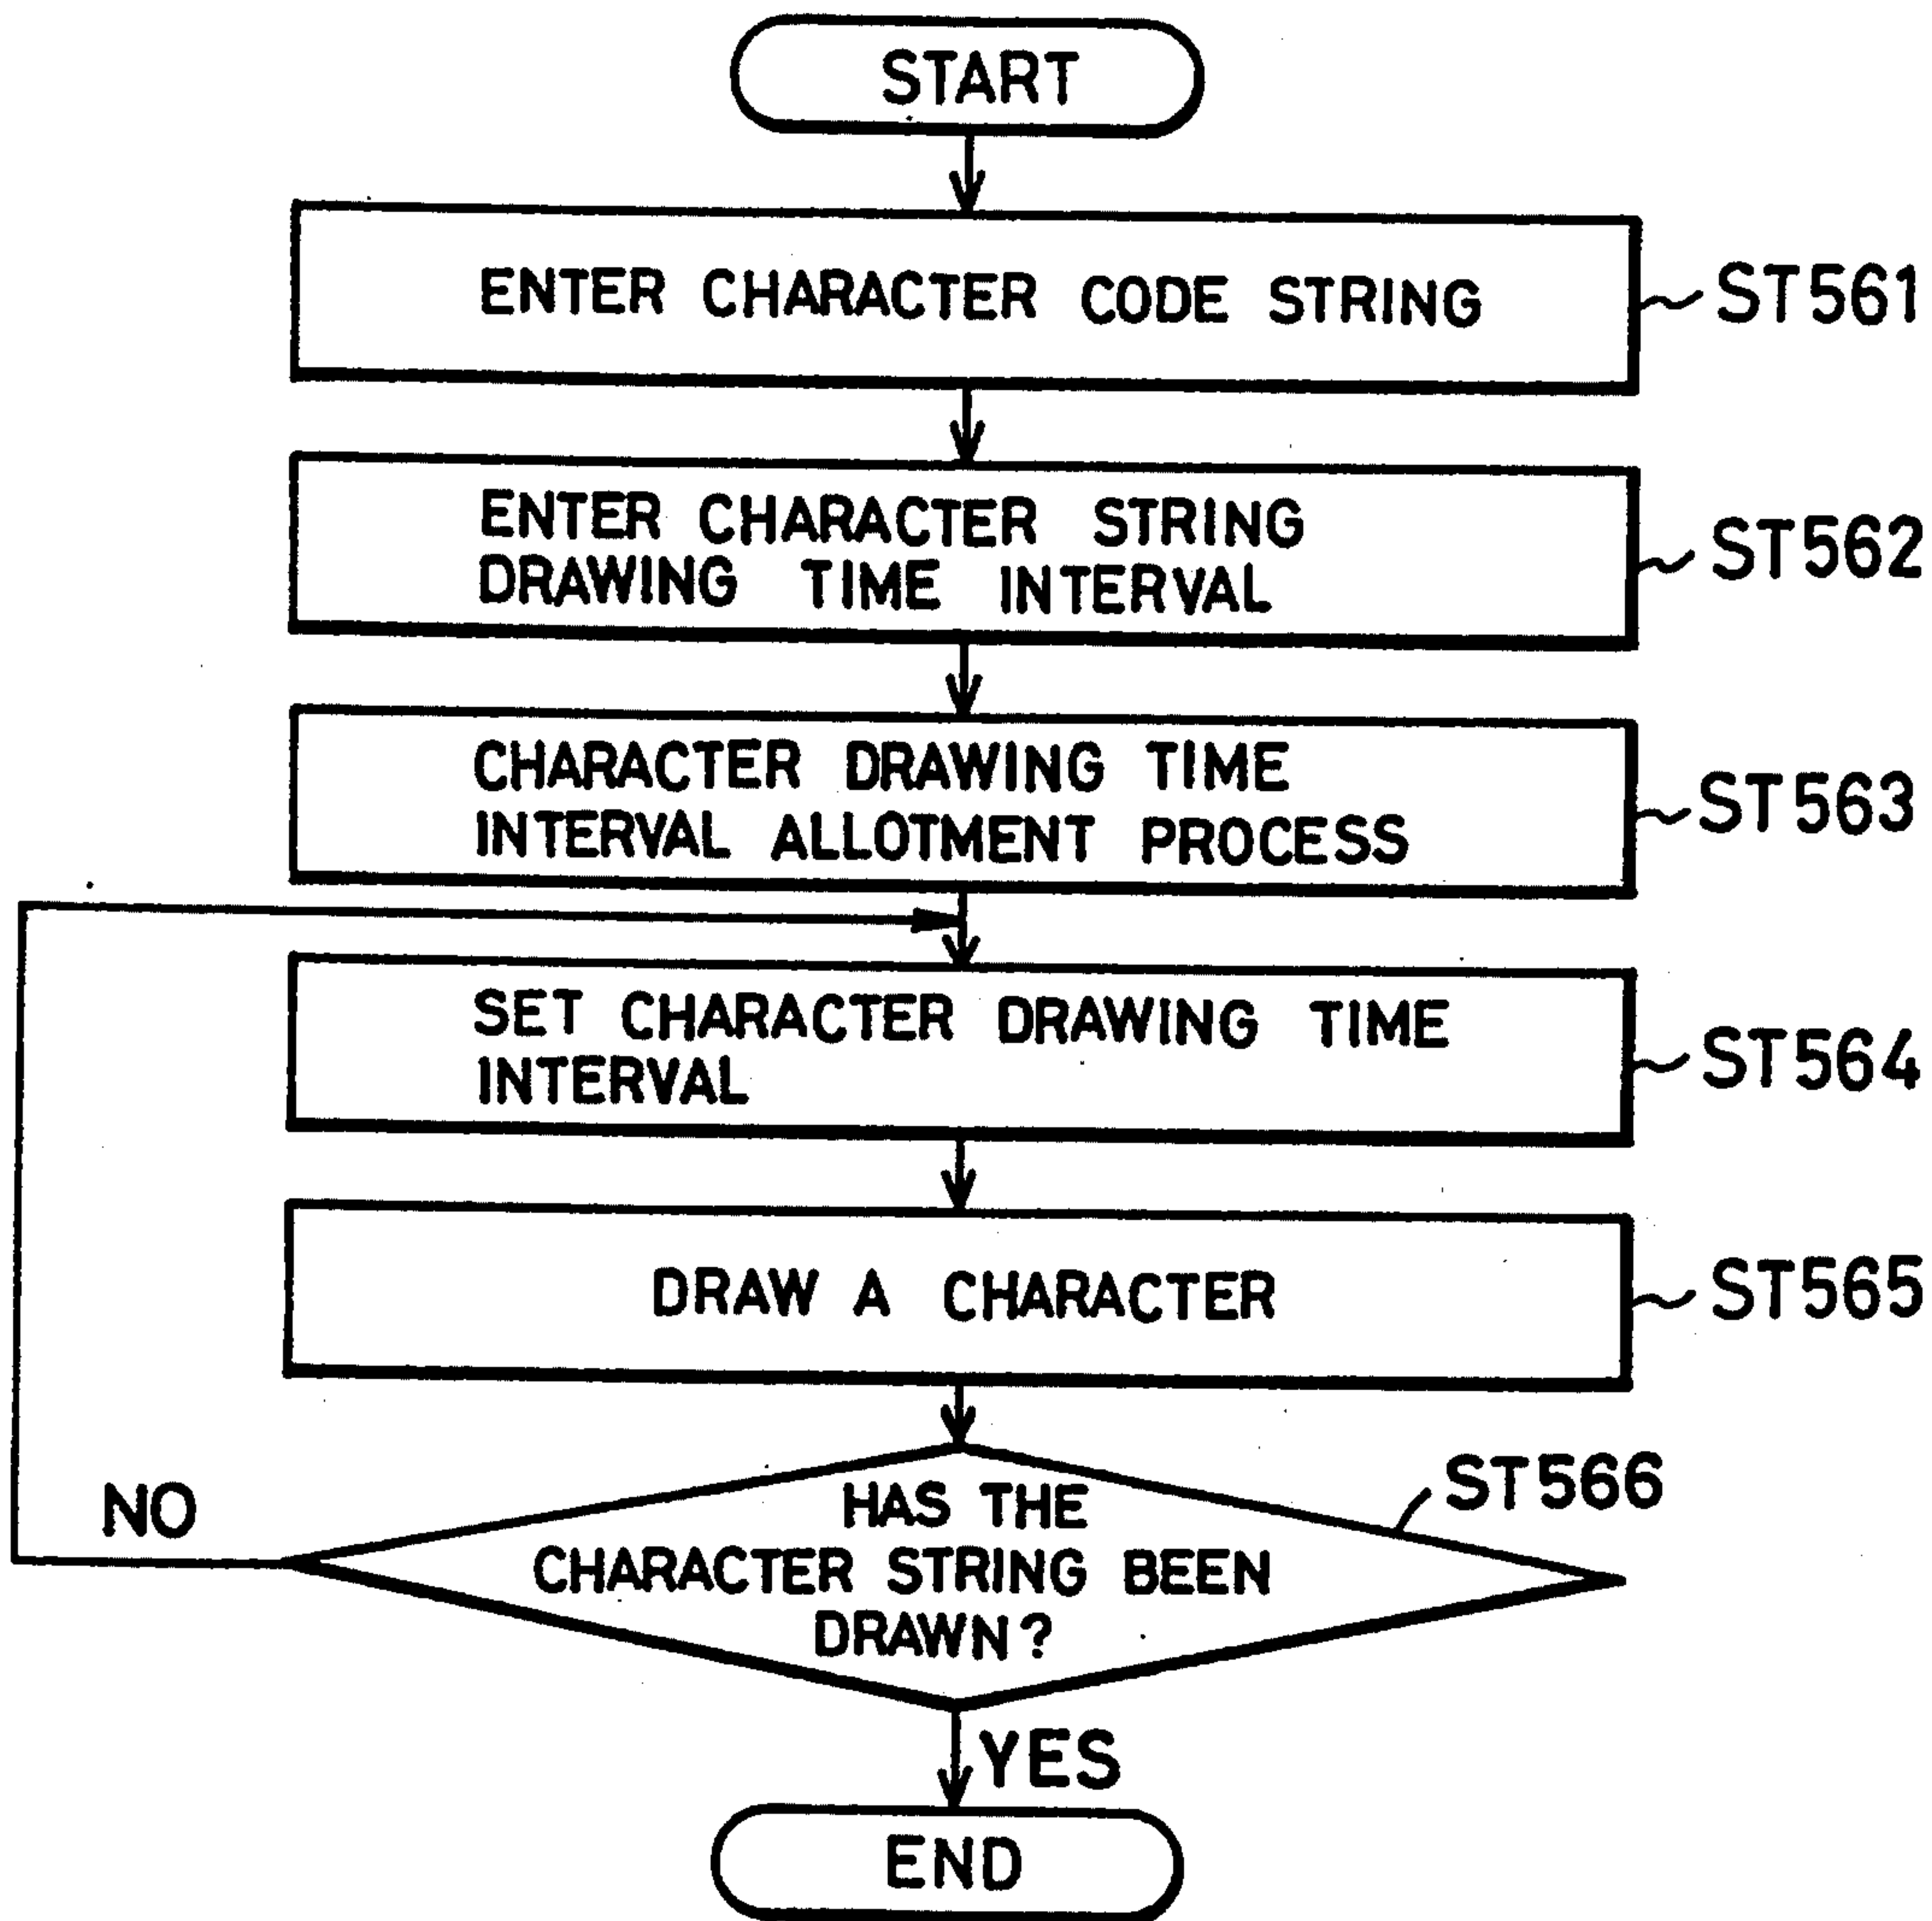 START
ENTER CHARACTER CODE STRING
ST561
ENTER CHARACTER STRING
DRAWING TIME INTERVAL
ST562
CHARACTER DRAWING TIME
INTERVAL ALLOTMENT PROCESS
ST563
SET CHARACTER DRAWING TIME
INTERVAL
ST564
DRAW A CHARACTER
ST565
HAS THE
CHARACTER STRING BEEN
DRAWN?
ST566
NO
YES
END